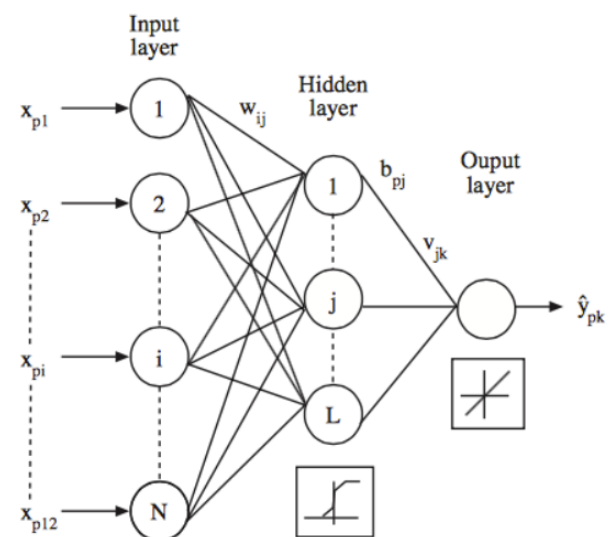 Input
layer
Hidden
layer
Ouput
layer
x_p1
1
w_ij
1
b_pj
x_p2
2
v_jk
j
ŷ_pk
x_pi
i
L
x_p12
N